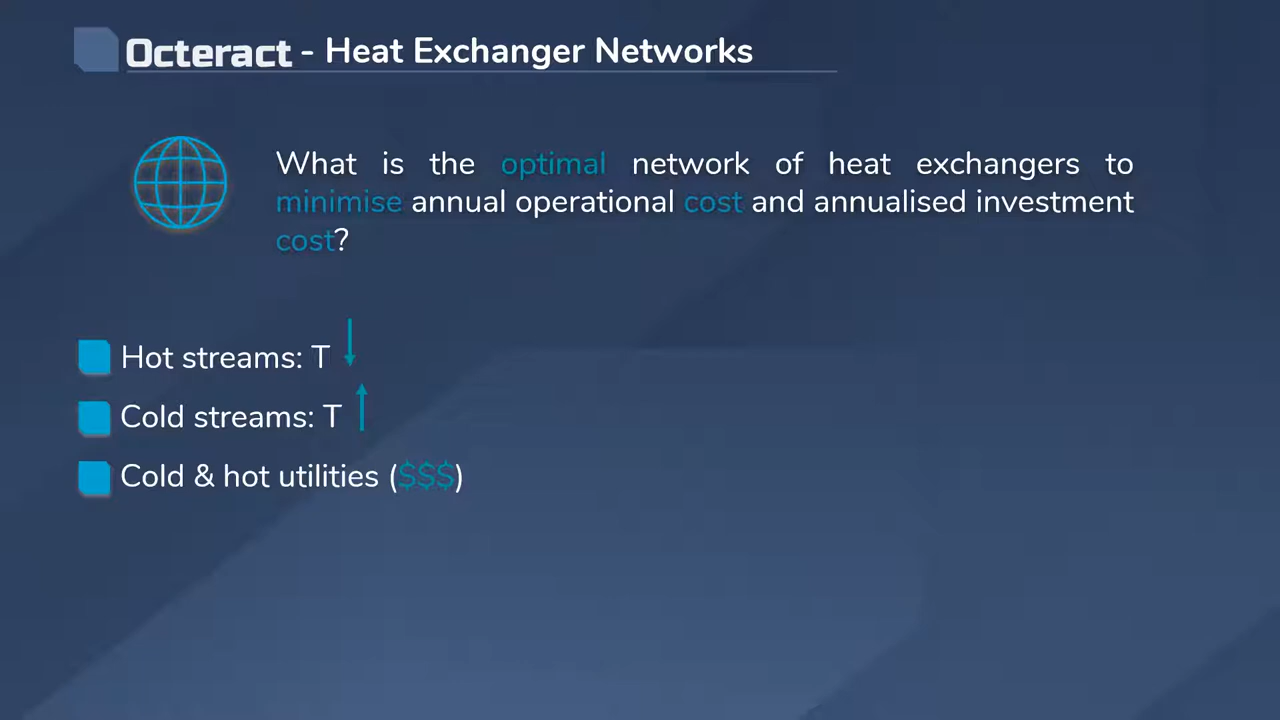 Octeract - Heat Exchanger Networks
What is the optimal network of heat exchangers to
minimise annual operational cost and annualised investment
cost?
Hot streams: T ↓
Cold streams: T ↑
Cold & hot utilities ($$$)